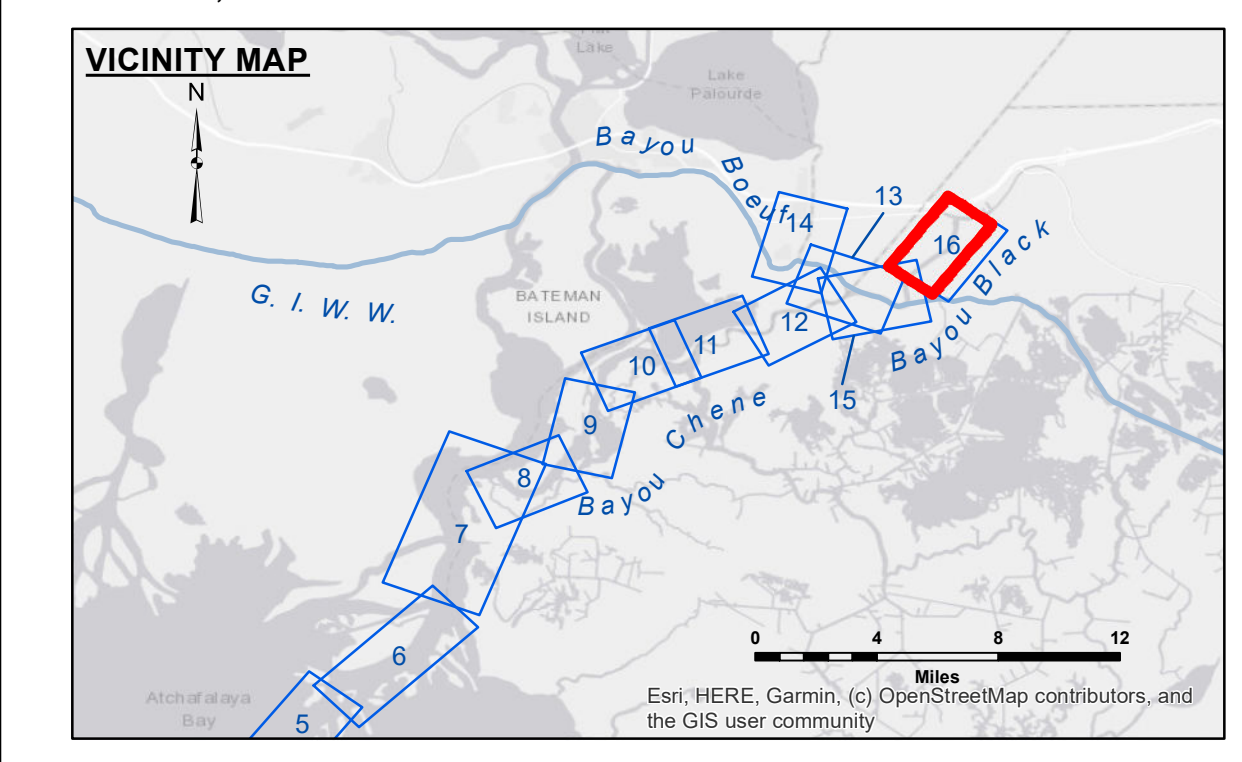 VICINITY MAP
N
Lake
Lake
Palourde
Bayou
Boeuf
13
14
16
G. I. W. W.
BATEMAN
ISLAND
Bayou Black
12
11
10
15
9
Bayou Chene
8
7
6
5
Atchafalaya
Bay
0 4 8 12
Miles
Esri, HERE, Garmin, (c) OpenStreetMap contributors, and
the GIS user community